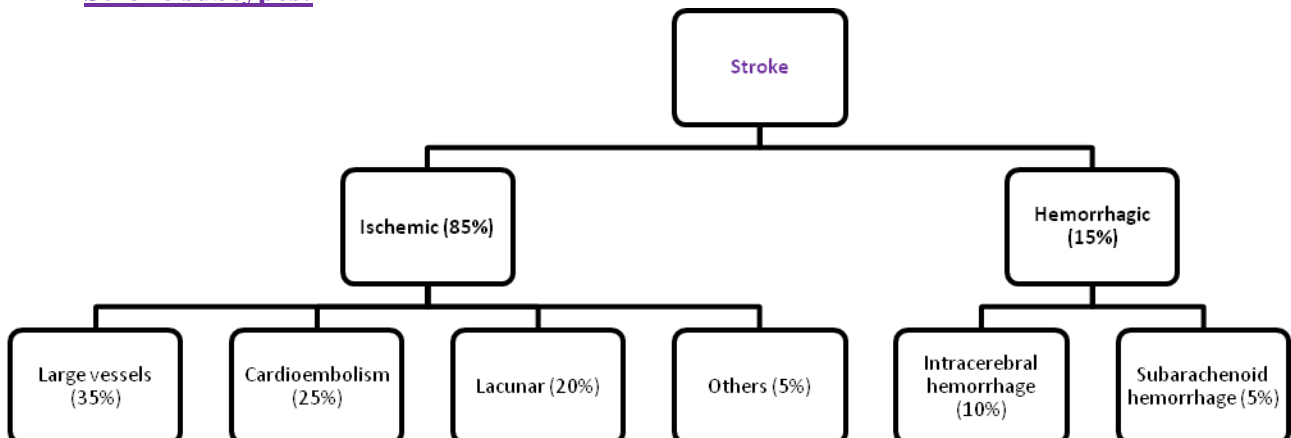 Stroke
Ischemic (85%)
Hemorrhagic
(15%)
Large vessels
(35%)
Cardioembolism
(25%)
Lacunar (20%)
Others (5%)
Intracerebral
hemorrhage
(10%)
Subarachenoid
hemorrhage (5%)